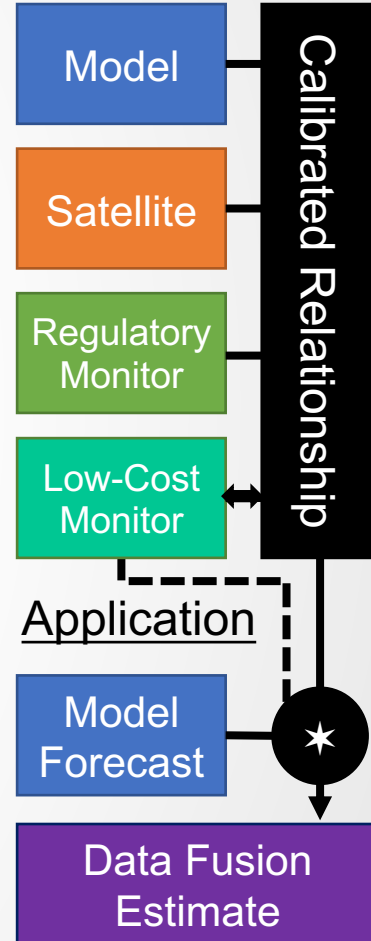 Model
Calibrated Relationship
Satellite
Regulatory
Monitor
Low-Cost
Monitor
Application
Model
Forecast
Data Fusion
Estimate